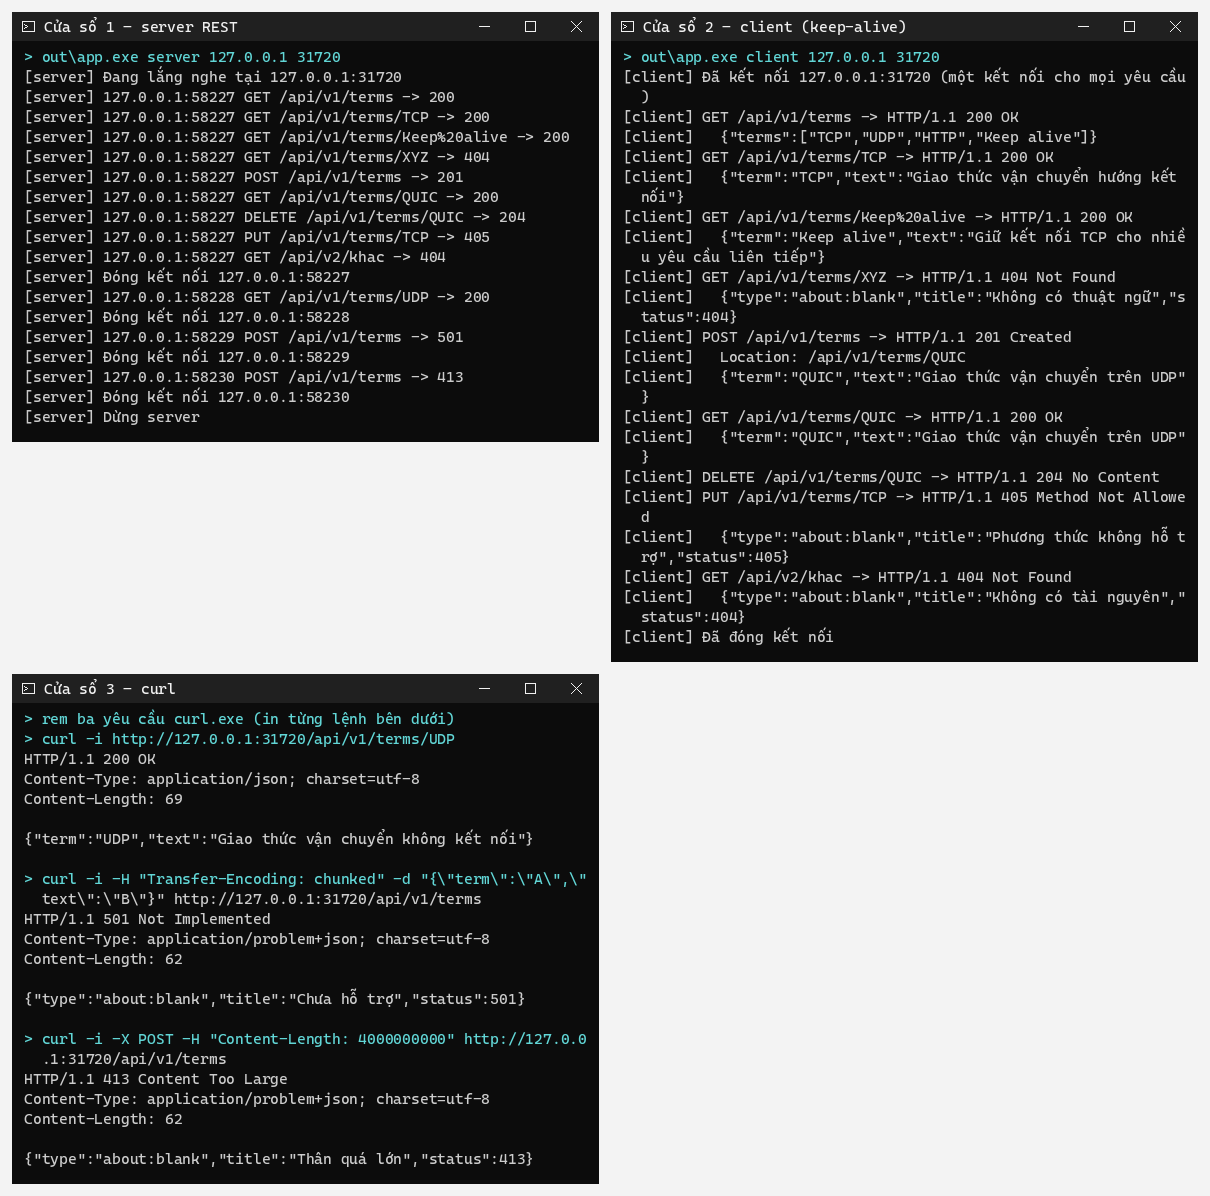 Cửa sổ 1 – server REST
> out\app.exe server 127.0.0.1 31720
[server] Đang lắng nghe tại 127.0.0.1:31720
[server] 127.0.0.1:58227 GET /api/v1/terms -> 200
[server] 127.0.0.1:58227 GET /api/v1/terms/TCP -> 200
[server] 127.0.0.1:58227 GET /api/v1/terms/Keep%20alive -> 200
[server] 127.0.0.1:58227 GET /api/v1/terms/XYZ -> 404
[server] 127.0.0.1:58227 POST /api/v1/terms -> 201
[server] 127.0.0.1:58227 GET /api/v1/terms/QUIC -> 200
[server] 127.0.0.1:58227 DELETE /api/v1/terms/QUIC -> 204
[server] 127.0.0.1:58227 PUT /api/v1/terms/TCP -> 405
[server] 127.0.0.1:58227 GET /api/v2/khac -> 404
[server] Đóng kết nối 127.0.0.1:58227
[server] 127.0.0.1:58228 GET /api/v1/terms/UDP -> 200
[server] Đóng kết nối 127.0.0.1:58228
[server] 127.0.0.1:58229 POST /api/v1/terms -> 501
[server] Đóng kết nối 127.0.0.1:58229
[server] 127.0.0.1:58230 POST /api/v1/terms -> 413
[server] Đóng kết nối 127.0.0.1:58230
[server] Dừng server
Cửa sổ 2 – client (keep-alive)
> out\app.exe client 127.0.0.1 31720
[client] Đã kết nối 127.0.0.1:31720 (một kết nối cho mọi yêu cầu
)
[client] GET /api/v1/terms -> HTTP/1.1 200 OK
[client]   {"terms":["TCP","UDP","HTTP","Keep alive"]}
[client] GET /api/v1/terms/TCP -> HTTP/1.1 200 OK
[client]   {"term":"TCP","text":"Giao thức vận chuyển hướng kết
nối"}
[client] GET /api/v1/terms/Keep%20alive -> HTTP/1.1 200 OK
[client]   {"term":"Keep alive","text":"Giữ kết nối TCP cho nhiề
u yêu cầu liên tiếp"}
[client] GET /api/v1/terms/XYZ -> HTTP/1.1 404 Not Found
[client]   {"type":"about:blank","title":"Không có thuật ngữ","s
tatus":404}
[client] POST /api/v1/terms -> HTTP/1.1 201 Created
[client]   Location: /api/v1/terms/QUIC
[client]   {"term":"QUIC","text":"Giao thức vận chuyển trên UDP"
}
[client] GET /api/v1/terms/QUIC -> HTTP/1.1 200 OK
[client]   {"term":"QUIC","text":"Giao thức vận chuyển trên UDP"
}
[client] DELETE /api/v1/terms/QUIC -> HTTP/1.1 204 No Content
[client] PUT /api/v1/terms/TCP -> HTTP/1.1 405 Method Not Allowe
d
[client]   {"type":"about:blank","title":"Phương thức không hỗ t
rợ","status":405}
[client] GET /api/v2/khac -> HTTP/1.1 404 Not Found
[client]   {"type":"about:blank","title":"Không có tài nguyên","
status":404}
[client] Đã đóng kết nối
Cửa sổ 3 – curl
> rem ba yêu cầu curl.exe (in từng lệnh bên dưới)
> curl -i http://127.0.0.1:31720/api/v1/terms/UDP
HTTP/1.1 200 OK
Content-Type: application/json; charset=utf-8
Content-Length: 69
{"term":"UDP","text":"Giao thức vận chuyển không kết nối"}
> curl -i -H "Transfer-Encoding: chunked" -d "{\"term\":\"A\",\"
text\":\"B\"}" http://127.0.0.1:31720/api/v1/terms
HTTP/1.1 501 Not Implemented
Content-Type: application/problem+json; charset=utf-8
Content-Length: 62
{"type":"about:blank","title":"Chưa hỗ trợ","status":501}
> curl -i -X POST -H "Content-Length: 4000000000" http://127.0.0
.1:31720/api/v1/terms
HTTP/1.1 413 Content Too Large
Content-Type: application/problem+json; charset=utf-8
Content-Length: 62
{"type":"about:blank","title":"Thân quá lớn","status":413}